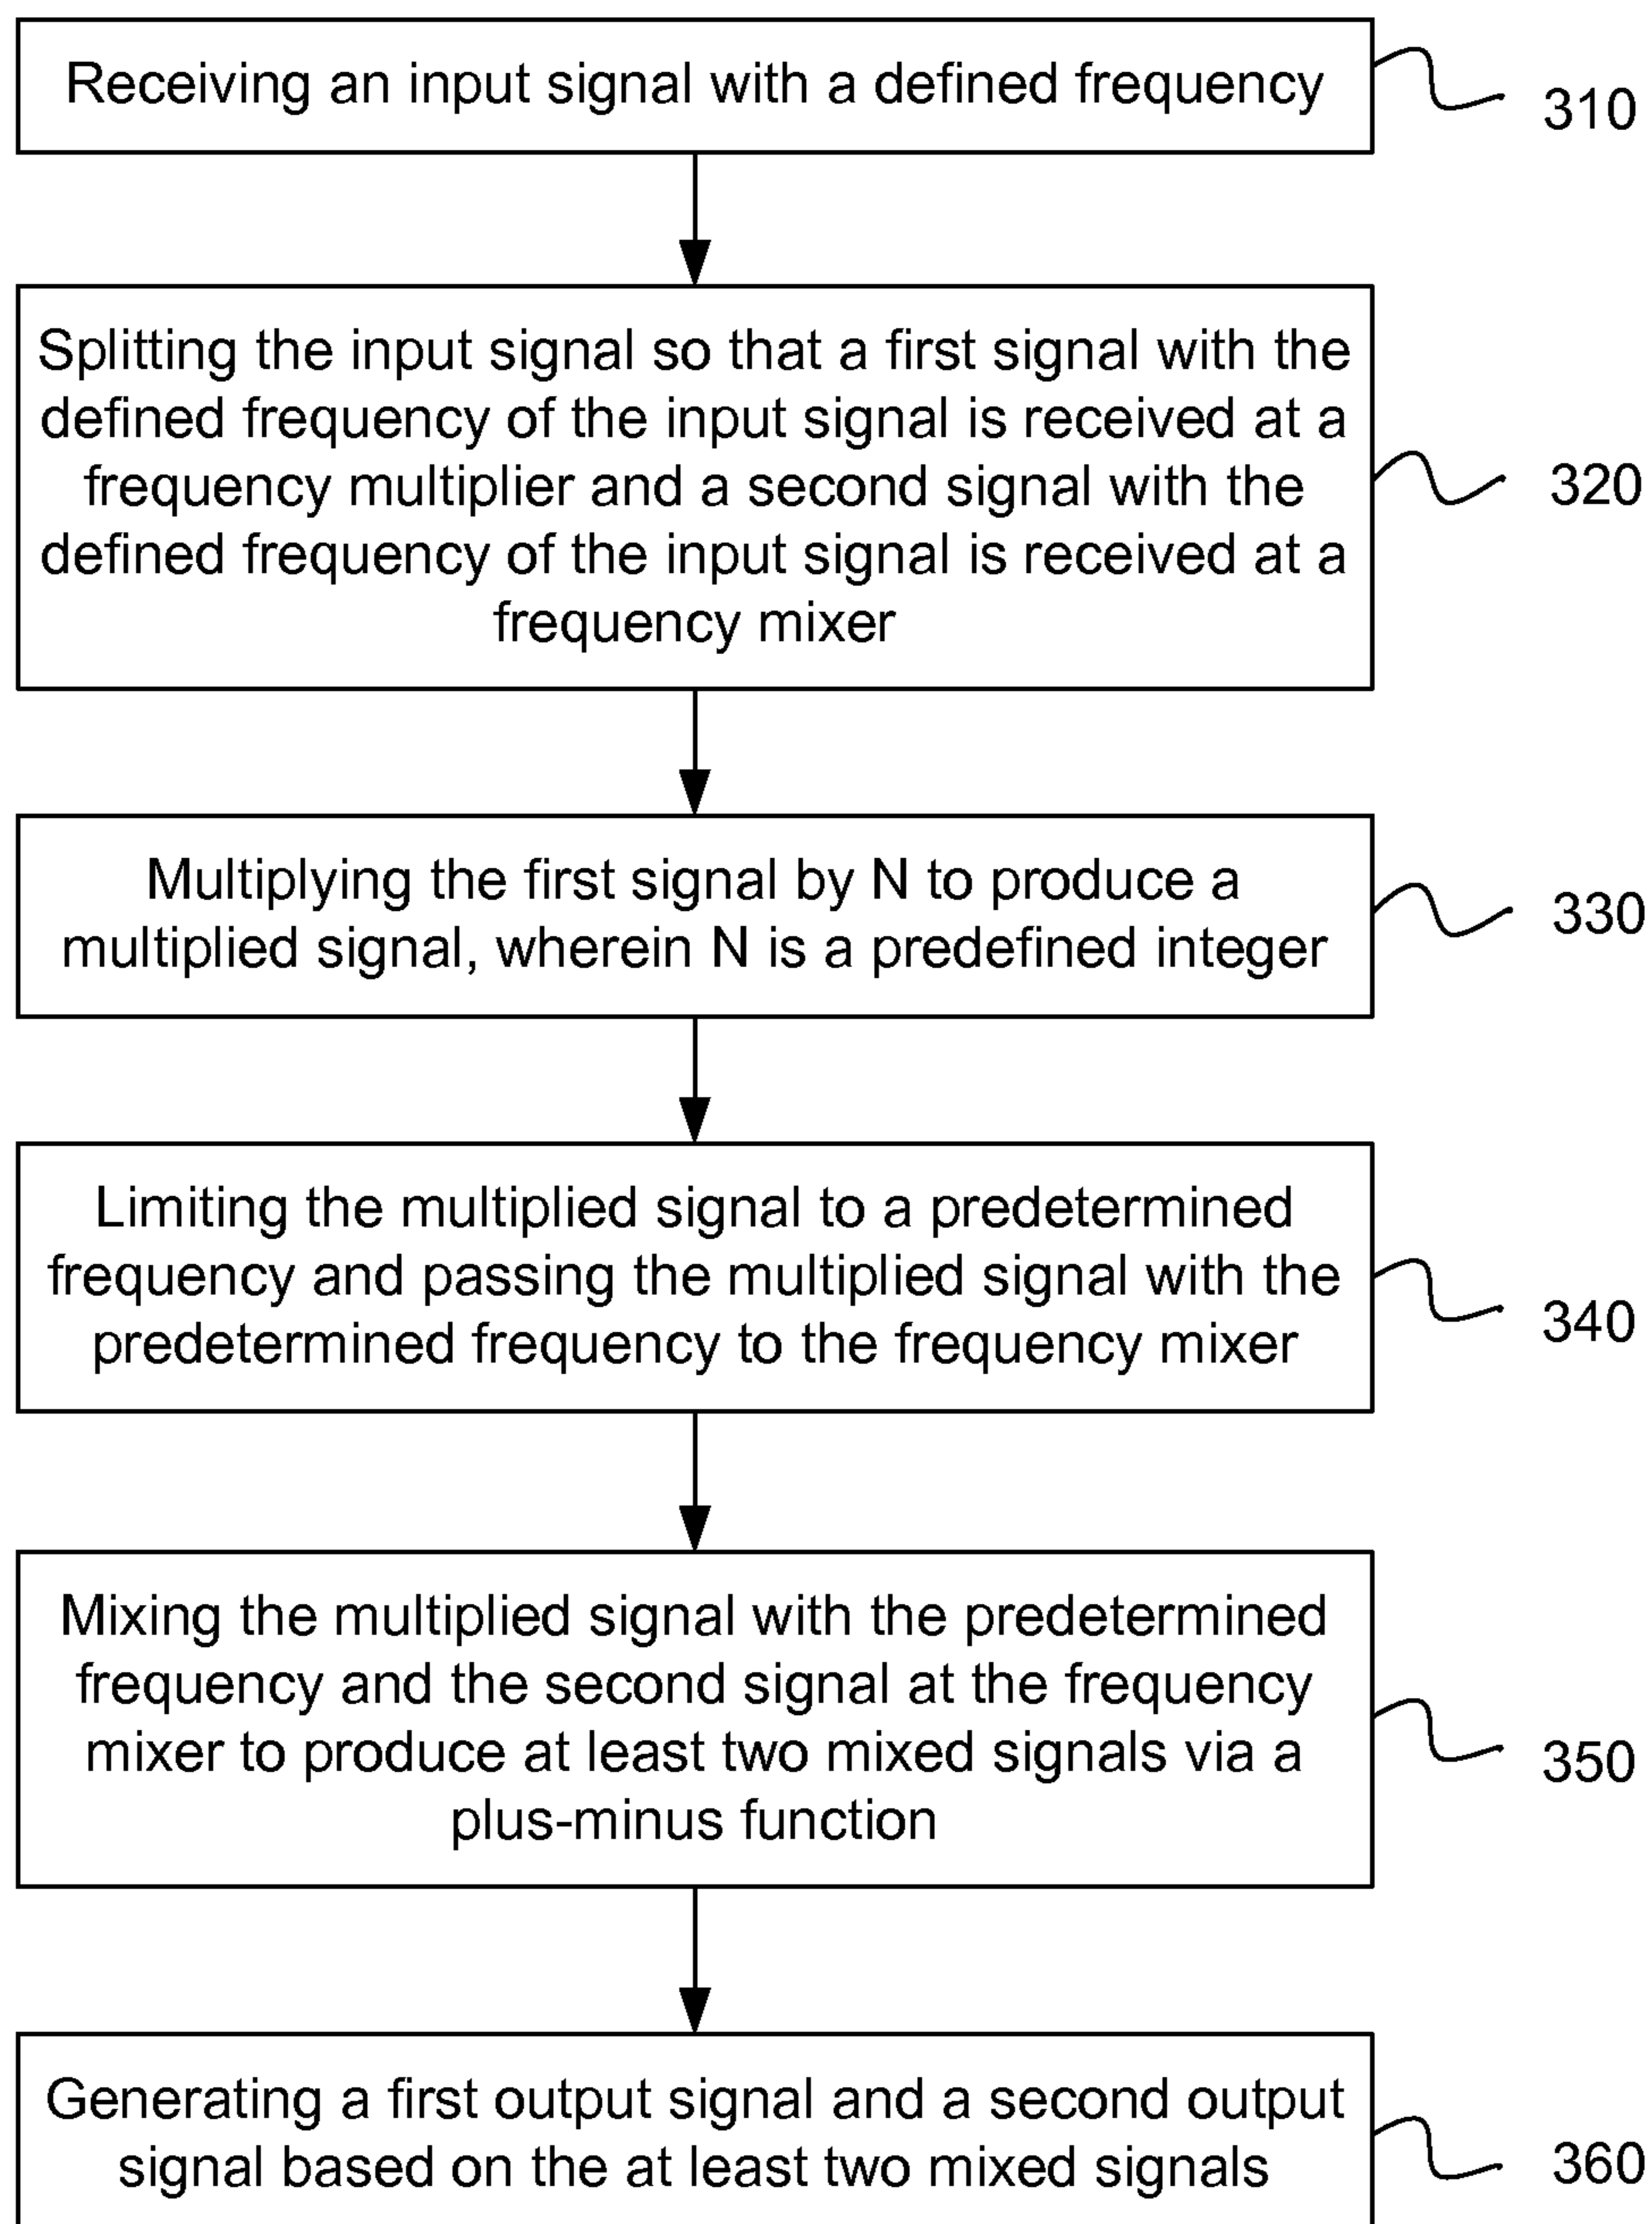 Receiving an input signal with a defined frequency
310
Splitting the input signal so that a first signal with the
defined frequency of the input signal is received at a
frequency multiplier and a second signal with the
defined frequency of the input signal is received at a
frequency mixer
320
Multiplying the first signal by N to produce a
multiplied signal, wherein N is a predefined integer
330
Limiting the multiplied signal to a predetermined
frequency and passing the multiplied signal with the
predetermined frequency to the frequency mixer
340
Mixing the multiplied signal with the predetermined
frequency and the second signal at the frequency
mixer to produce at least two mixed signals via a
plus-minus function
350
Generating a first output signal and a second output
signal based on the at least two mixed signals
360